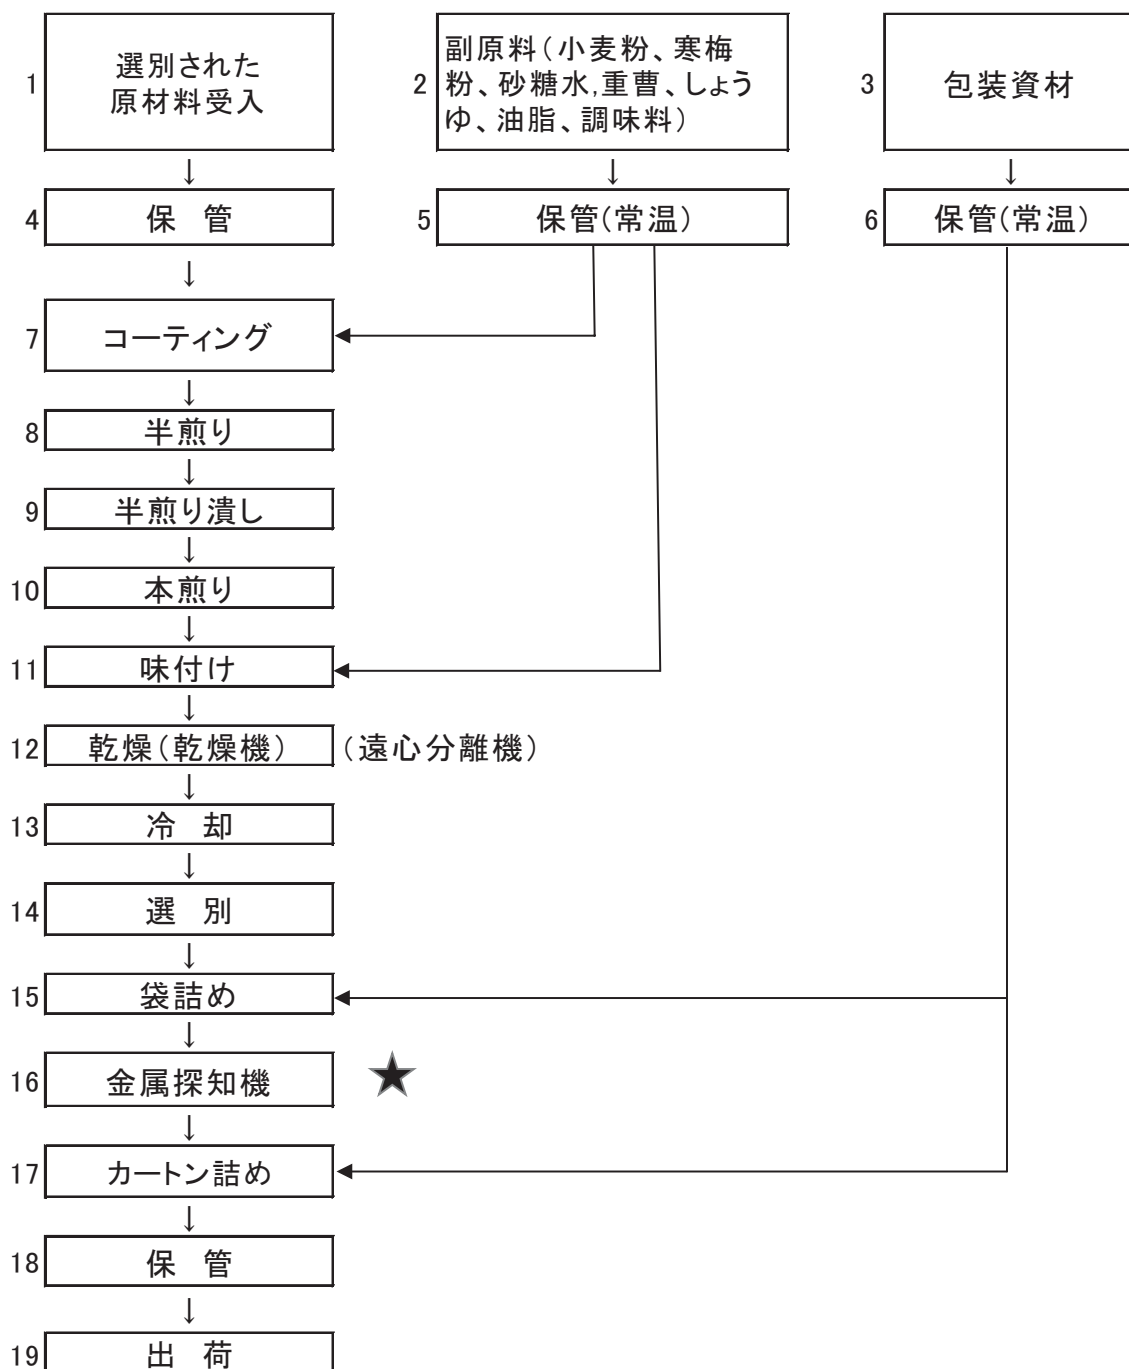 1
選別された
原材料受入
2
副原料(小麦粉、寒梅
粉、砂糖水,重曹、しょう
ゆ、油脂、調味料)
3
包装資材
↓
↓
↓
4
保 管
5
保管(常温)
6
保管(常温)
↓
7
コーティング
↓
8
半煎り
↓
9
半煎り潰し
↓
10
本煎り
↓
11
味付け
↓
12
乾燥(乾燥機)
(遠心分離機)
↓
13
冷 却
↓
14
選 別
↓
15
袋詰め
↓
16
金属探知機
★
↓
17
カートン詰め
↓
18
保 管
↓
19
出 荷